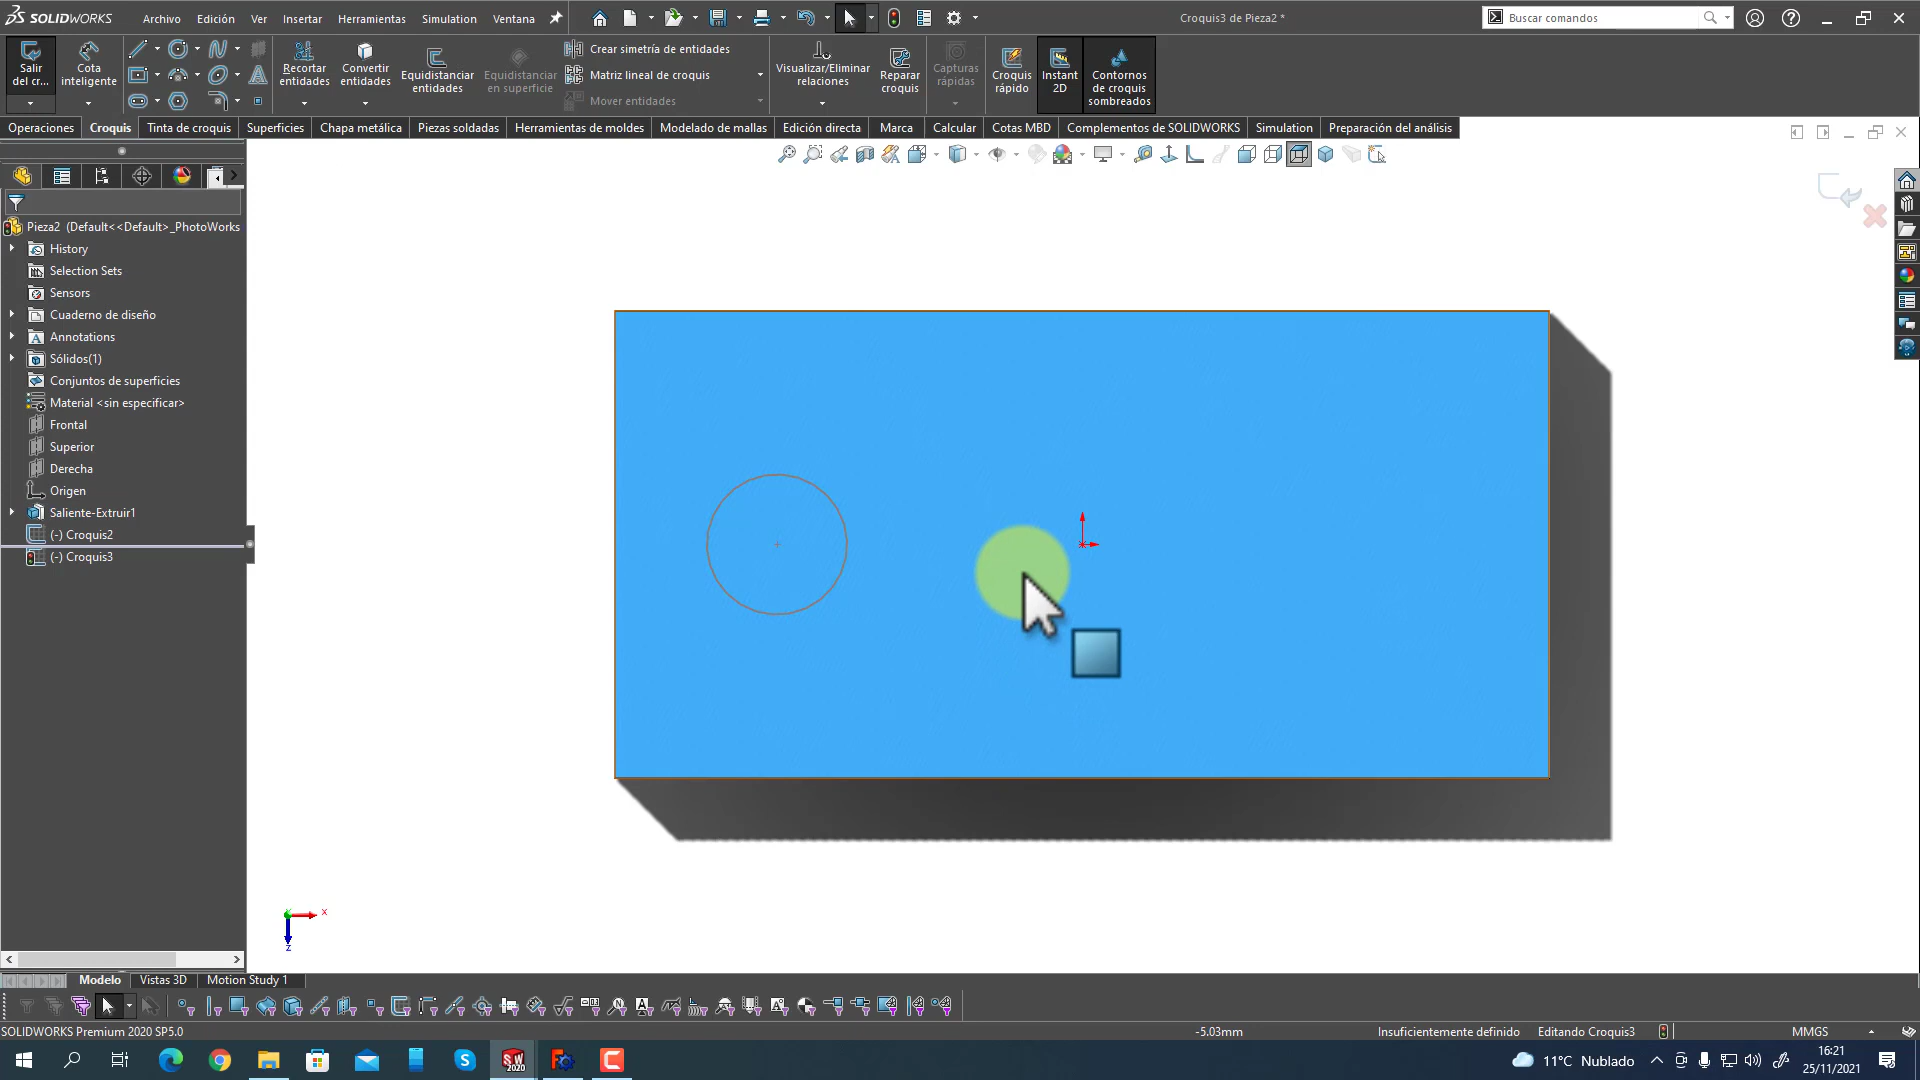 SOLIDWORKS
Archivo Edición Ver Insertar Herramientas Simulation Ventana
Croquis3 de Pieza2 *
Buscar comandos
Salir del cr...
Cota inteligente
Recortar entidades
Convertir entidades
Equidistanciar entidades
Equidistanciar en superficie
Crear simetría de entidades
Matriz lineal de croquis
Mover entidades
Visualizar/Eliminar relaciones
Reparar croquis
Capturas rápidas
Croquis rápido
Instant 2D
Contornos de croquis sombreados
Operaciones Croquis Tinta de croquis Superficies Chapa metálica Piezas soldadas Herramientas de moldes Modelado de mallas Edición directa Marca Calcular Cotas MBD Complementos de SOLIDWORKS Simulation Preparación del análisis
Pieza2 (Default<<Default>_PhotoWorks
History
Selection Sets
Sensors
Cuaderno de diseño
Annotations
Sólidos(1)
Conjuntos de superficies
Material <sin especificar>
Frontal
Superior
Derecha
Origen
Saliente-Extruir1
(-) Croquis2
(-) Croquis3
x
z
Modelo Vistas 3D Motion Study 1
SOLIDWORKS Premium 2020 SP5.0
-5.03mm
Insuficientemente definido
Editando Croquis3
MMGS
11°C Nublado
16:21
25/11/2021